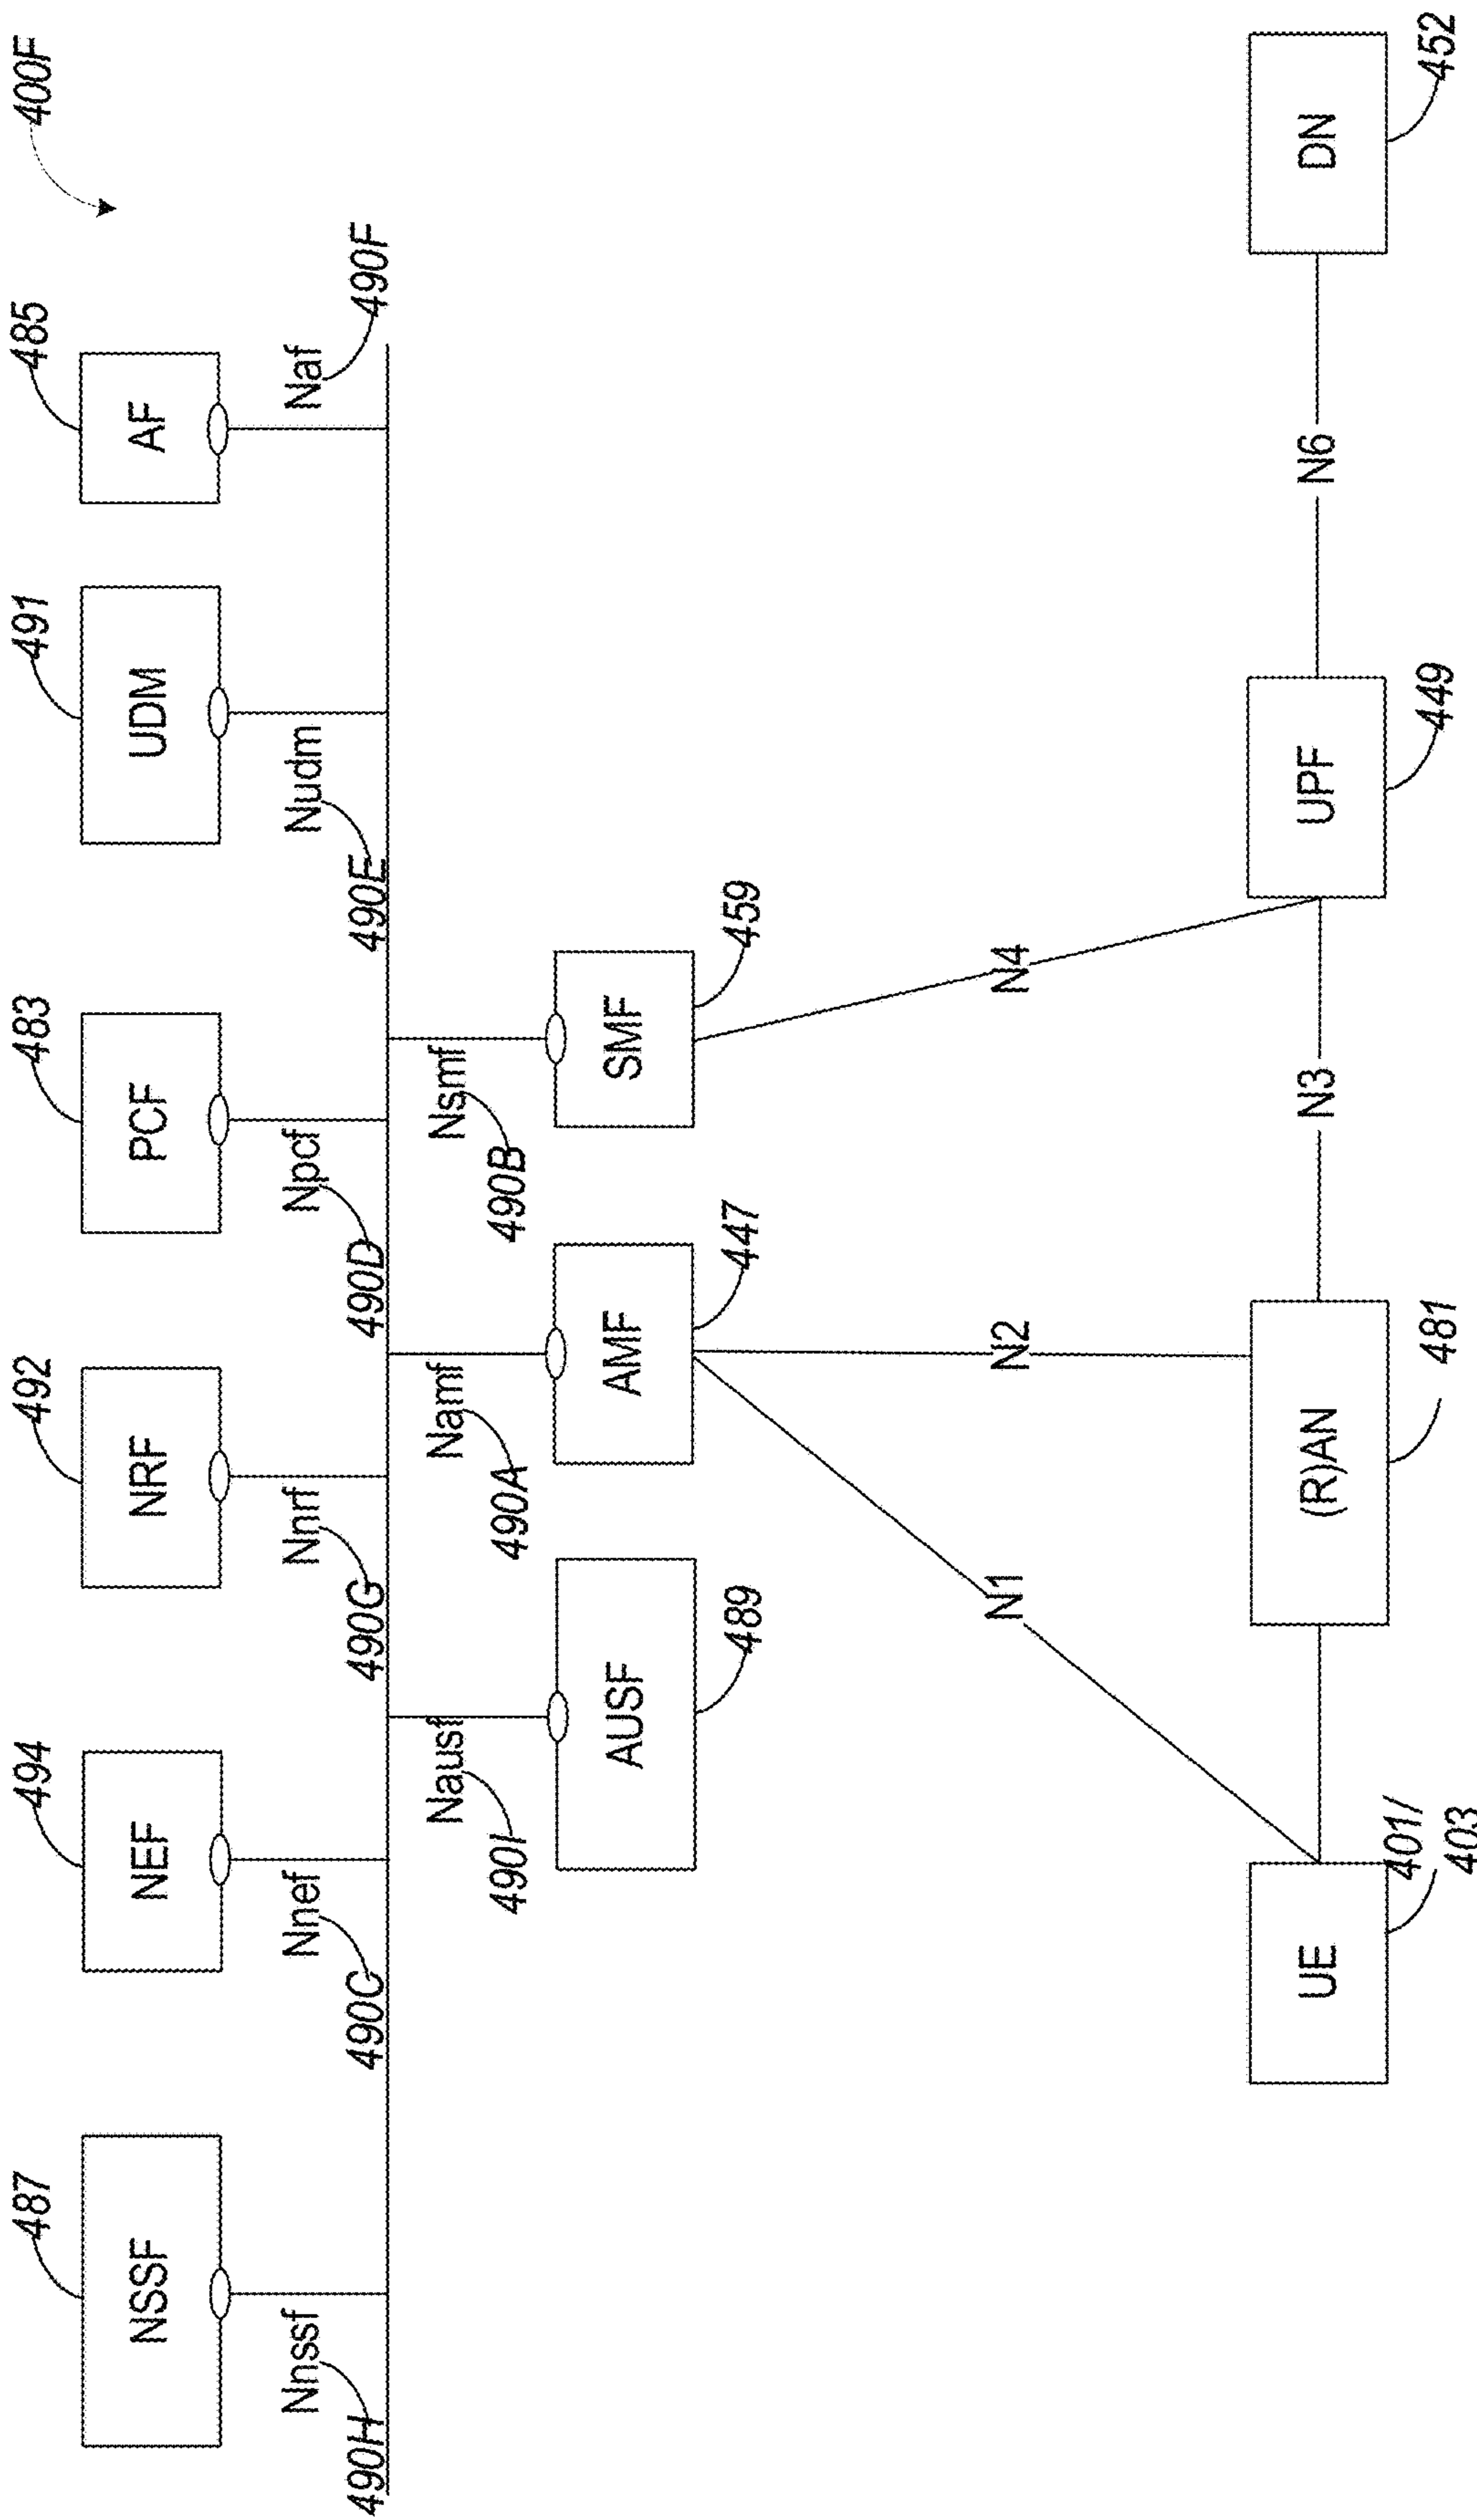 400F
487
494
492
483
491
485
NSSF
NEF
NRF
PCF
UDM
AF
Nnssf
Nnef
Nnrf
Npcf
Nudm
Naf
490H
490C
490G
490D
490E
490F
Nausf
Namf
Nsmf
490I
490A
490B
AUSF
AMF
SMF
489
447
459
N1
N2
N4
UE
(R)AN
N3
UPF
N6
DN
401/
403
481
449
452